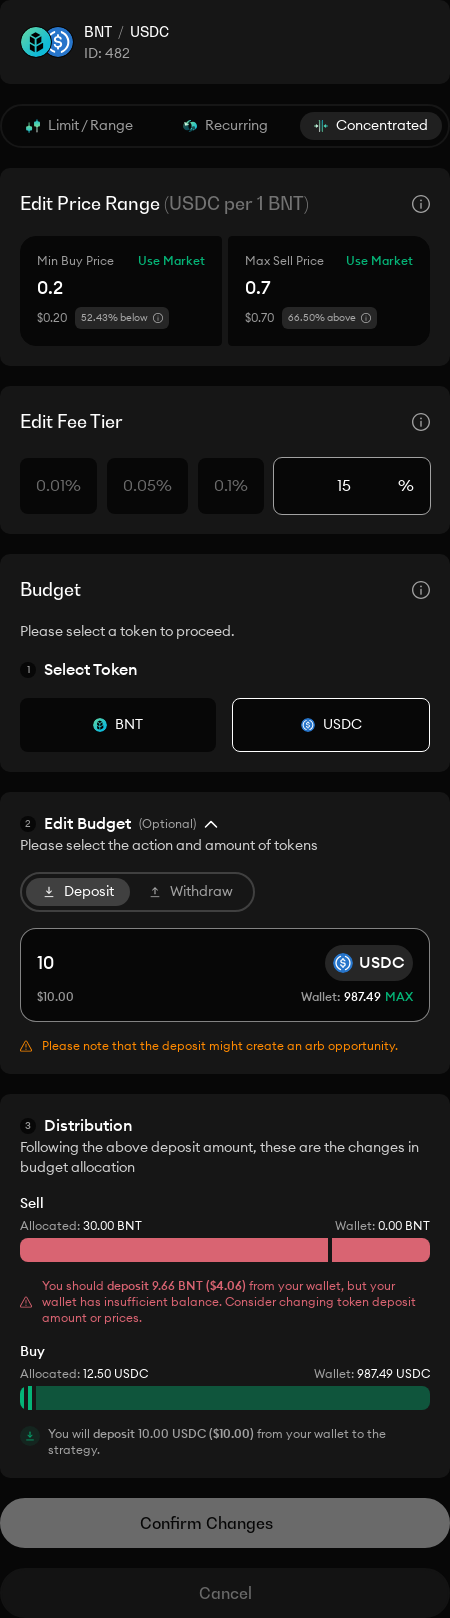 BNT / USDC
ID: 482
Limit / Range Recurring Concentrated
Edit Price Range (USDC per 1 BNT)
Min Buy Price Use Market Max Sell Price Use Market
0.2 0.7
$0.20 52.43% below $0.70 66.50% above
Edit Fee Tier
0.01% 0.05% 0.1% 15 %
Budget
Please select a token to proceed.
1 Select Token
BNT USDC
2 Edit Budget (Optional)
Please select the action and amount of tokens
Deposit Withdraw
10 USDC
$10.00 Wallet: 987.49 MAX
Please note that the deposit might create an arb opportunity.
3 Distribution
Following the above deposit amount, these are the changes in
budget allocation
Sell
Allocated: 30.00 BNT Wallet: 0.00 BNT
You should deposit 9.66 BNT ($4.06) from your wallet, but your
wallet has insufficient balance. Consider changing token deposit
amount or prices.
Buy
Allocated: 12.50 USDC Wallet: 987.49 USDC
You will deposit 10.00 USDC ($10.00) from your wallet to the
strategy.
Confirm Changes
Cancel